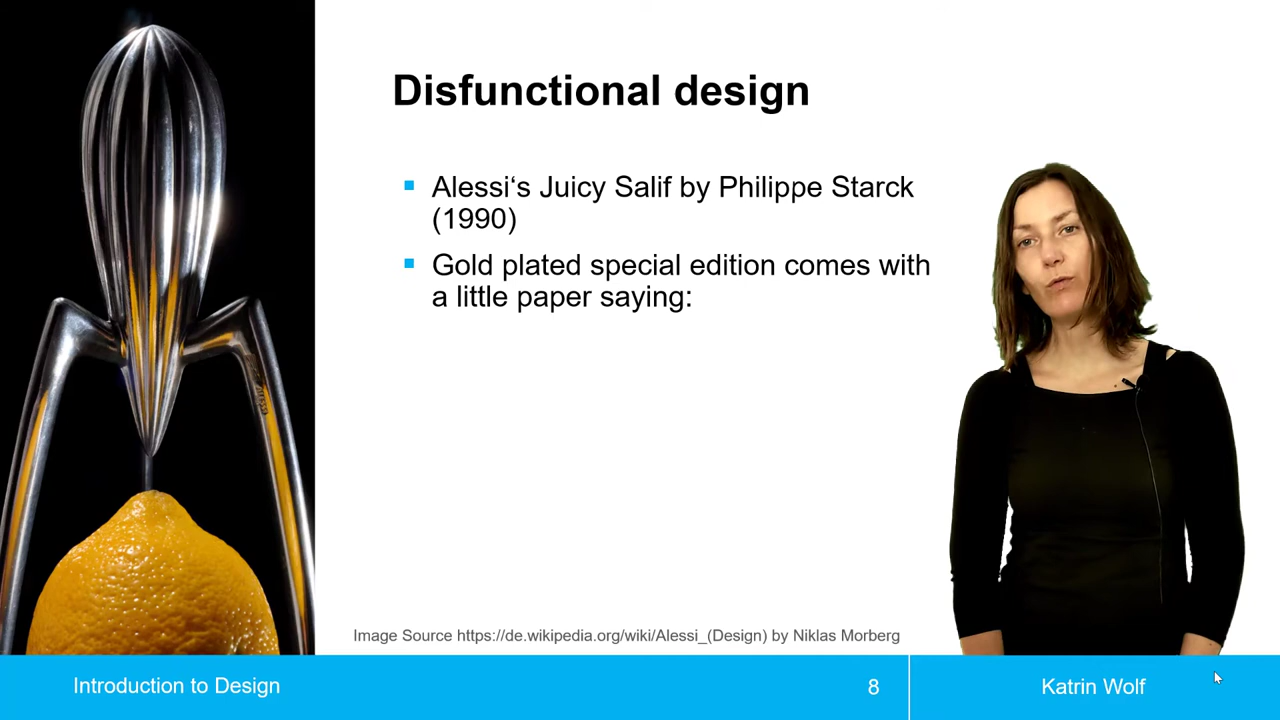 Disfunctional design
Alessi‘s Juicy Salif by Philippe Starck
(1990)
Gold plated special edition comes with
a little paper saying:
Image Source https://de.wikipedia.org/wiki/Alessi_(Design) by Niklas Morberg
Introduction to Design
8
Katrin Wolf